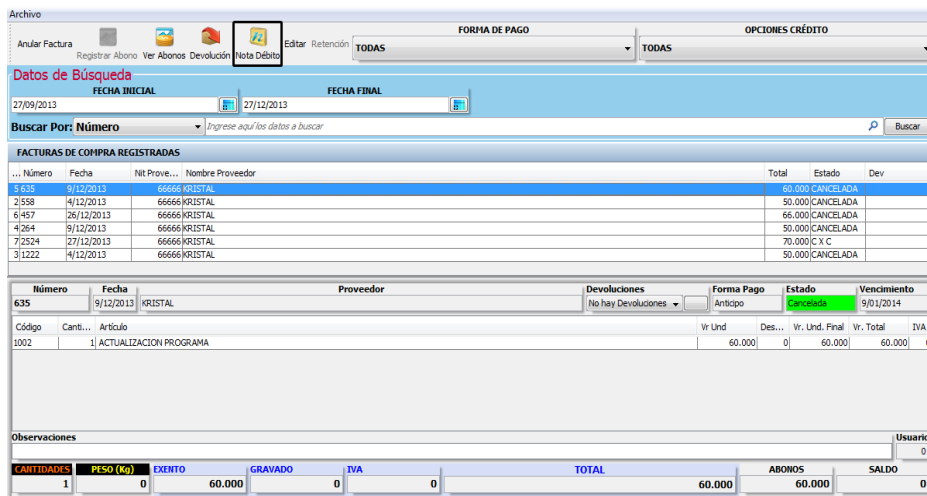 Archivo
FORMA DE PAGO OPCIONES CRÉDITO
Anular Factura Registrar Abono Ver Abonos Devolución Nota Débito Editar Retención TODAS TODAS
Datos de Búsqueda
FECHA INICIAL FECHA FINAL
27/09/2013 27/12/2013
Buscar Por: Número Ingrese aquí los datos a buscar Buscar
FACTURAS DE COMPRA REGISTRADAS
... Número Fecha Nit Prove... Nombre Proveedor Total Estado Dev
5 635 9/12/2013 66666 KRISTAL 60.000 CANCELADA
2 558 4/12/2013 66666 KRISTAL 50.000 CANCELADA
6 457 26/12/2013 66666 KRISTAL 66.000 CANCELADA
4 264 9/12/2013 66666 KRISTAL 50.000 CANCELADA
7 2524 27/12/2013 66666 KRISTAL 70.000 C X C
3 1222 4/12/2013 66666 KRISTAL 50.000 CANCELADA
Número Fecha Proveedor Devoluciones Forma Pago Estado Vencimiento
635 9/12/2013 KRISTAL No hay Devoluciones Anticipo Cancelada 9/01/2014
Código Canti... Artículo Vr Und Des... Vr. Und. Final Vr. Total IVA
1002 1 ACTUALIZACION PROGRAMA 60.000 0 60.000 60.000
Observaciones Usuario
0
CANTIDADES PESO (Kg) EXENTO GRAVADO IVA TOTAL ABONOS SALDO
1 0 60.000 0 0 60.000 60.000 0